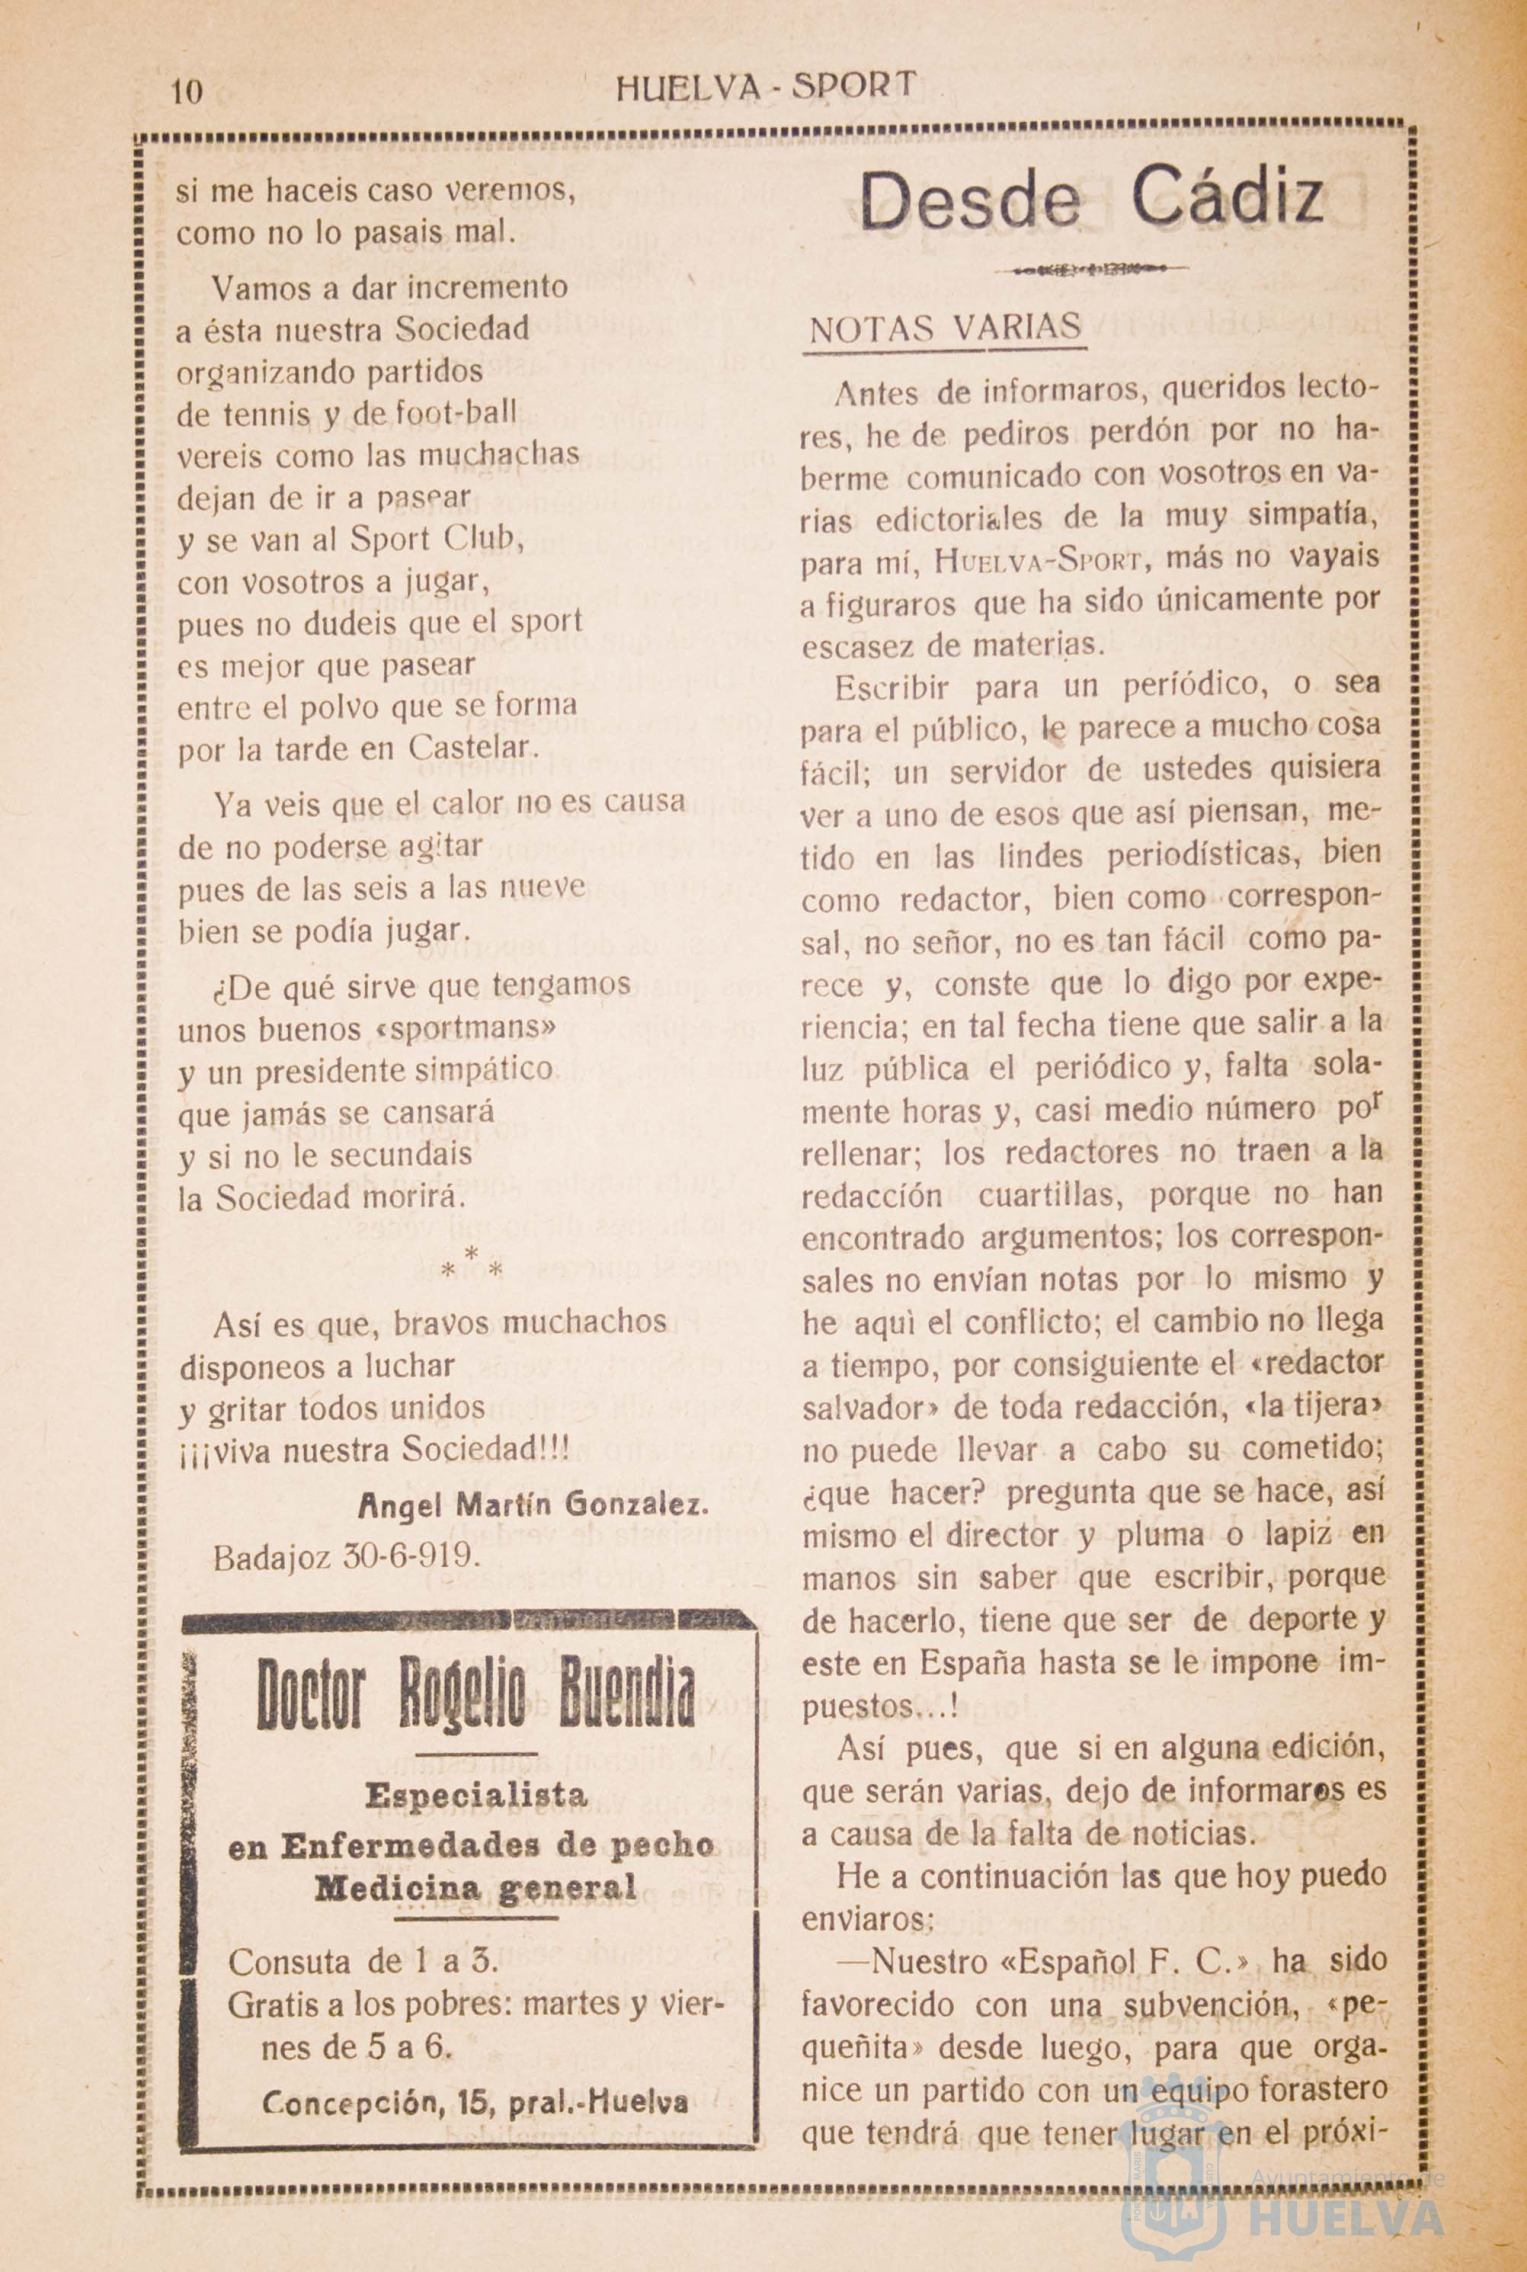 10
HUELVA - SPORT
si me haceis caso veremos,
como no lo pasais mal.
Vamos a dar incremento
a ésta nuestra Sociedad
organizando partidos
de tennis y de foot-ball
vereis como las muchachas
dejan de ir a pasear
y se van al Sport Club,
con vosotros a jugar,
pues no dudeis que el sport
es mejor que pasear
entre el polvo que se forma
por la tarde en Castelar.
Ya veis que el calor no es causa
de no poderse agitar
pues de las seis a las nueve
bien se podía jugar.
¿De qué sirve que tengamos
unos buenos «sportmans»
y un presidente simpático
que jamás se cansará
y si no le secundais
la Sociedad morirá.
* * *
Así es que, bravos muchachos
disponeos a luchar
y gritar todos unidos
¡¡¡viva nuestra Sociedad!!!
Angel Martín Gonzalez.
Badajoz 30-6-919.
Doctor Rogelio Buendia
Especialista
en Enfermedades de pecho
Medicina general
Consuta de 1 a 3.
Gratis a los pobres: martes y vier-
nes de 5 a 6.
Concepción, 15, pral.-Huelva
Desde Cádiz
NOTAS VARIAS
Antes de informaros, queridos lecto-
res, he de pediros perdón por no ha-
berme comunicado con vosotros en va-
rias edictoriales de la muy simpatía,
para mí, HUELVA-SPORT, más no vayais
a figuraros que ha sido únicamente por
escasez de materias.
Escribir para un períódico, o sea
para el público, le parece a mucho cosa
fácil; un servidor de ustedes quisiera
ver a uno de esos que así piensan, me-
tido en las lindes periodísticas, bien
como redactor, bien como correspon-
sal, no señor, no es tan fácil como pa-
rece y, conste que lo digo por expe-
riencia; en tal fecha tiene que salir a la
luz pública el periódico y, falta sola-
mente horas y, casi medio número por
rellenar; los redactores no traen a la
redaccíón cuartillas, porque no han
encontrado argumentos; los correspon-
sales no envían notas por lo mismo y
he aquì el conflicto; el cambio no llega
a tiempo, por consiguiente el «redactor
salvador» de toda redacción, «la tijera»
no puede llevar a cabo su cometido;
¿que hacer? pregunta que se hace, así
mismo el director y pluma o lapiz en
manos sin saber que escribir, porque
de hacerlo, tiene que ser de deporte y
este en España hasta se le impone im-
puestos...!
Así pues, que si en alguna edición,
que serán varias, dejo de informaros es
a causa de la falta de noticias.
He a continuación las que hoy puedo
enviaros:
—Nuestro «Español F. C.» ha sido
favorecido con una subvención, «pe-
queñita» desde luego, para que orga-
nice un partido con un equipo forastero
que tendrá que tener lugar en el próxi-
Ayuntamiento de
HUELVA